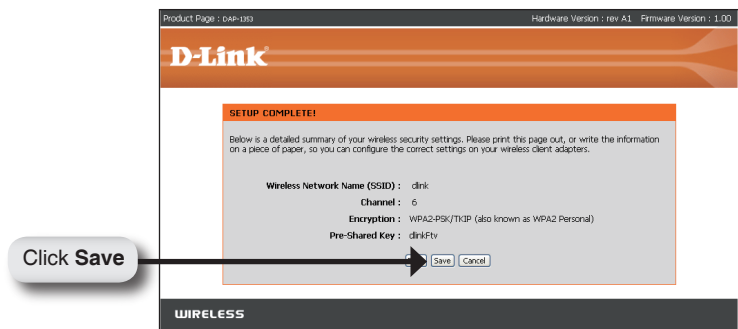 Product Page : DAP-1353 Hardware Version : rev A1 Firmware Version : 1.00
D-Link
SETUP COMPLETE!
Below is a detailed summary of your wireless security settings. Please print this page out, or write the information
on a piece of paper, so you can configure the correct settings on your wireless client adapters.
Wireless Network Name (SSID) : dlink
Channel : 6
Encryption : WPA2-PSK/TKIP (also known as WPA2 Personal)
Pre-Shared Key : dlinkFtv
Click Save
Save Cancel
WIRELESS